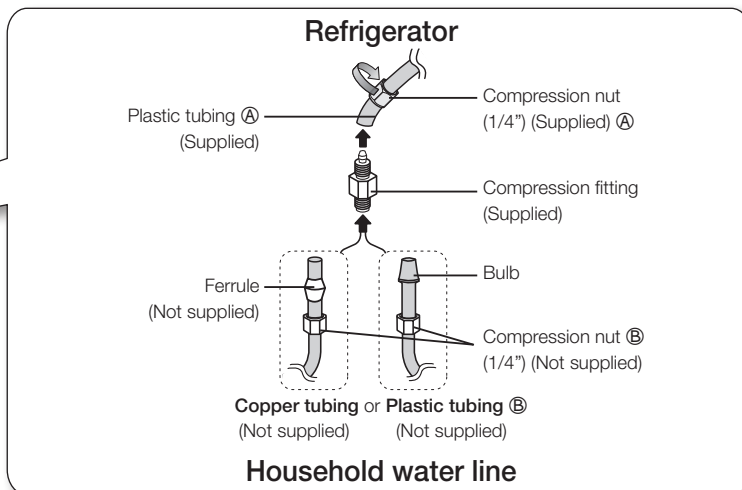 Refrigerator
Plastic tubing Ⓐ
(Supplied)
Compression nut
(1/4”) (Supplied) Ⓐ
Compression fitting
(Supplied)
Ferrule
(Not supplied)
Bulb
Compression nut Ⓑ
(1/4”) (Not supplied)
Copper tubing or Plastic tubing Ⓑ
(Not supplied) (Not supplied)
Household water line